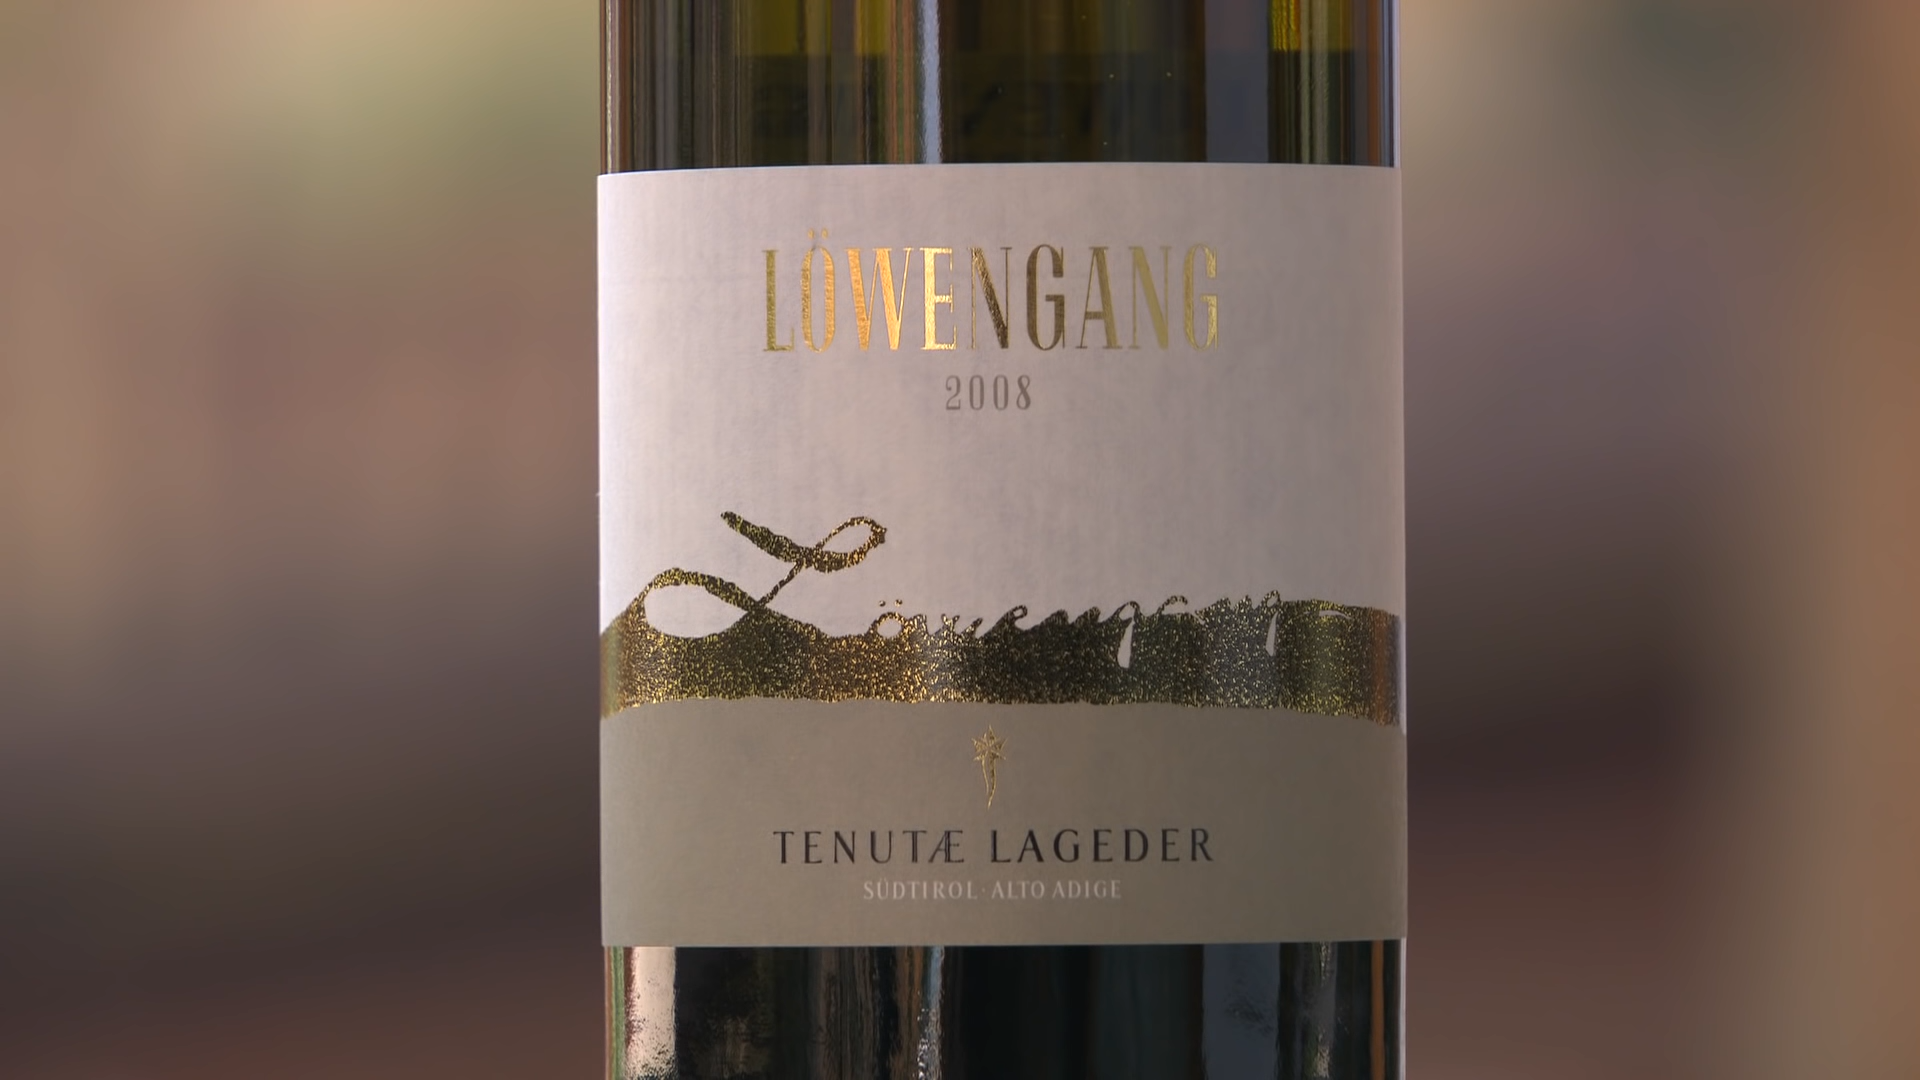 LÖWENGANG
2008
Löwengang
TENUTÆ LAGEDER
SÜDTIROL · ALTO ADIGE